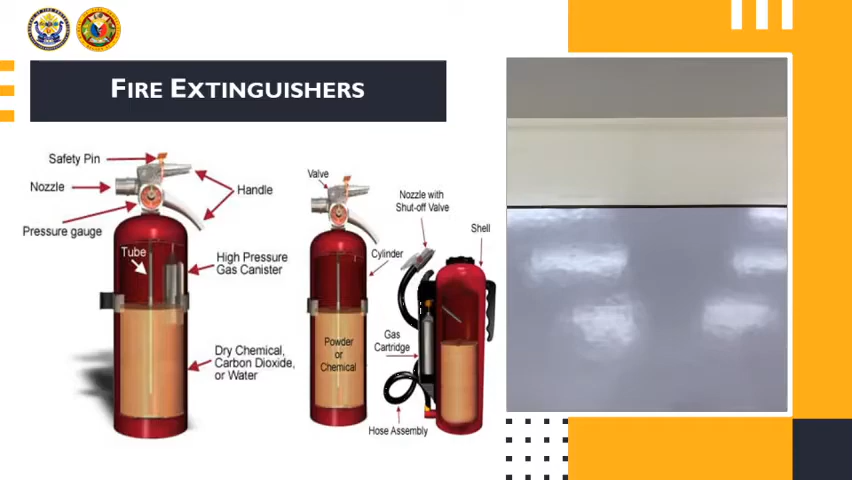 FIRE EXTINGUISHERS
Safety Pin
Nozzle
Handle
Pressure gauge
Tube
High Pressure
Gas Canister
Dry Chemical,
Carbon Dioxide,
or Water
Valve
Nozzle with
Shut-off Valve
Shell
Cylinder
Powder
or
Chemical
Gas
Cartridge
Hose Assembly